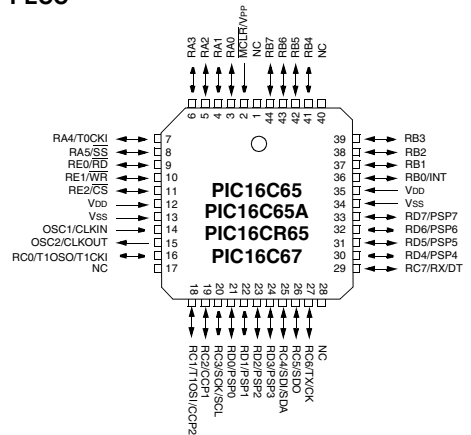 PLCC
RA3
RA2
RA1
RA0
MCLR/VPP
NC
RB7
RB6
RB5
RB4
NC
6 5 4 3 2 1 44 43 42 41 40
RA4/T0CKI 7
RA5/SS 8
RE0/RD 9
RE1/WR 10
RE2/CS 11
VDD 12
VSS 13
OSC1/CLKIN 14
OSC2/CLKOUT 15
RC0/T1OSO/T1CKI 16
NC 17
PIC16C65
PIC16C65A
PIC16CR65
PIC16C67
39 RB3
38 RB2
37 RB1
36 RB0/INT
35 VDD
34 VSS
33 RD7/PSP7
32 RD6/PSP6
31 RD5/PSP5
30 RD4/PSP4
29 RC7/RX/DT
18 19 20 21 22 23 24 25 26 27 28
RC1/T1OSI/CCP2
RC2/CCP1
RC3/SCK/SCL
RD0/PSP0
RD1/PSP1
RD2/PSP2
RD3/PSP3
RC4/SDI/SDA
RC5/SDO
RC6/TX/CK
NC